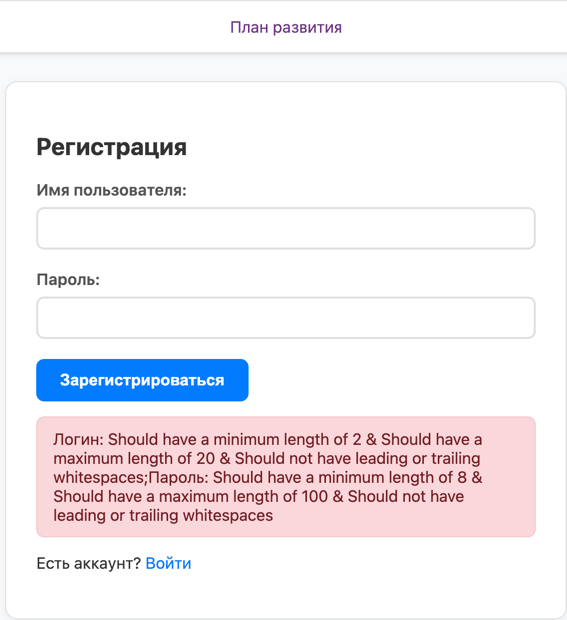 План развития
Регистрация
Имя пользователя:
Пароль:
Зарегистрироваться
Логин: Should have a minimum length of 2 & Should have a
maximum length of 20 & Should not have leading or trailing
whitespaces;Пароль: Should have a minimum length of 8 &
Should have a maximum length of 100 & Should not have
leading or trailing whitespaces
Есть аккаунт? Войти